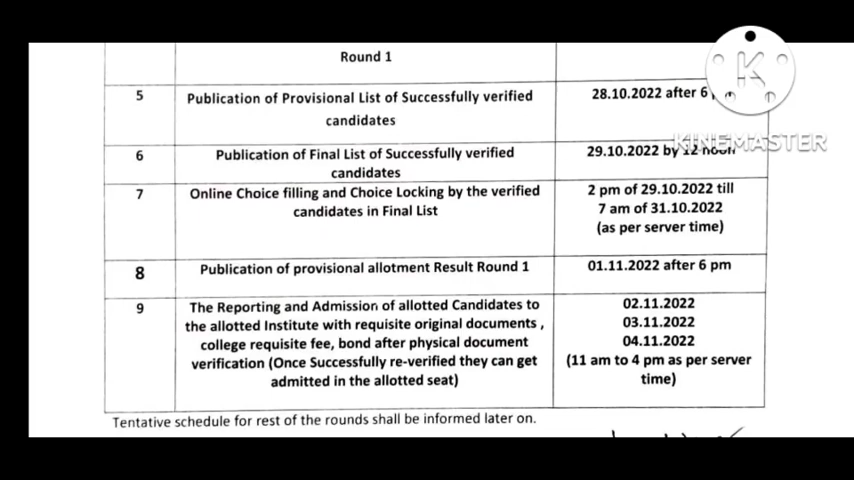 Round 1
5
Publication of Provisional List of Successfully verified
candidates
28.10.2022 after 6
6
Publication of Final List of Successfully verified
candidates
29.10.2022 by 12 noon
7
Online Choice filling and Choice Locking by the verified
candidates in Final List
2 pm of 29.10.2022 till
7 am of 31.10.2022
(as per server time)
8
Publication of provisional allotment Result Round 1
01.11.2022 after 6 pm
9
The Reporting and Admission of allotted Candidates to
the allotted Institute with requisite original documents ,
college requisite fee, bond after physical document
verification (Once Successfully re-verified they can get
admitted in the allotted seat)
02.11.2022
03.11.2022
04.11.2022
(11 am to 4 pm as per server
time)
Tentative schedule for rest of the rounds shall be informed later on.
K
KINEMASTER